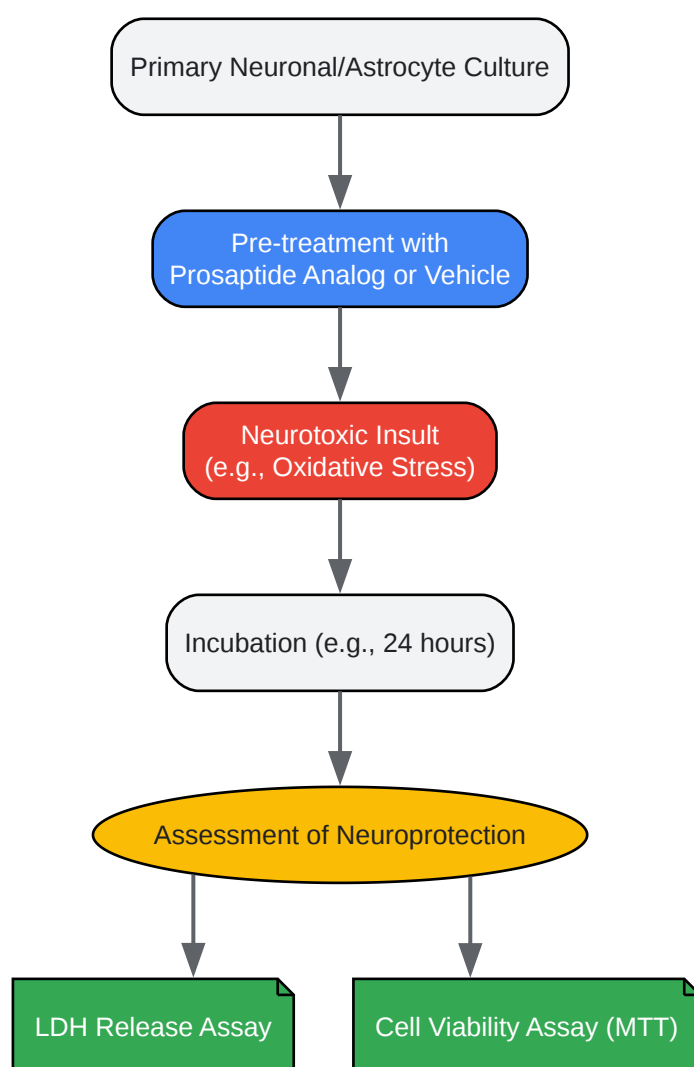 Primary Neuronal/Astrocyte Culture
Pre-treatment with
Prosaptide Analog or Vehicle
Neurotoxic Insult
(e.g., Oxidative Stress)
Incubation (e.g., 24 hours)
Assessment of Neuroprotection
LDH Release Assay
Cell Viability Assay (MTT)